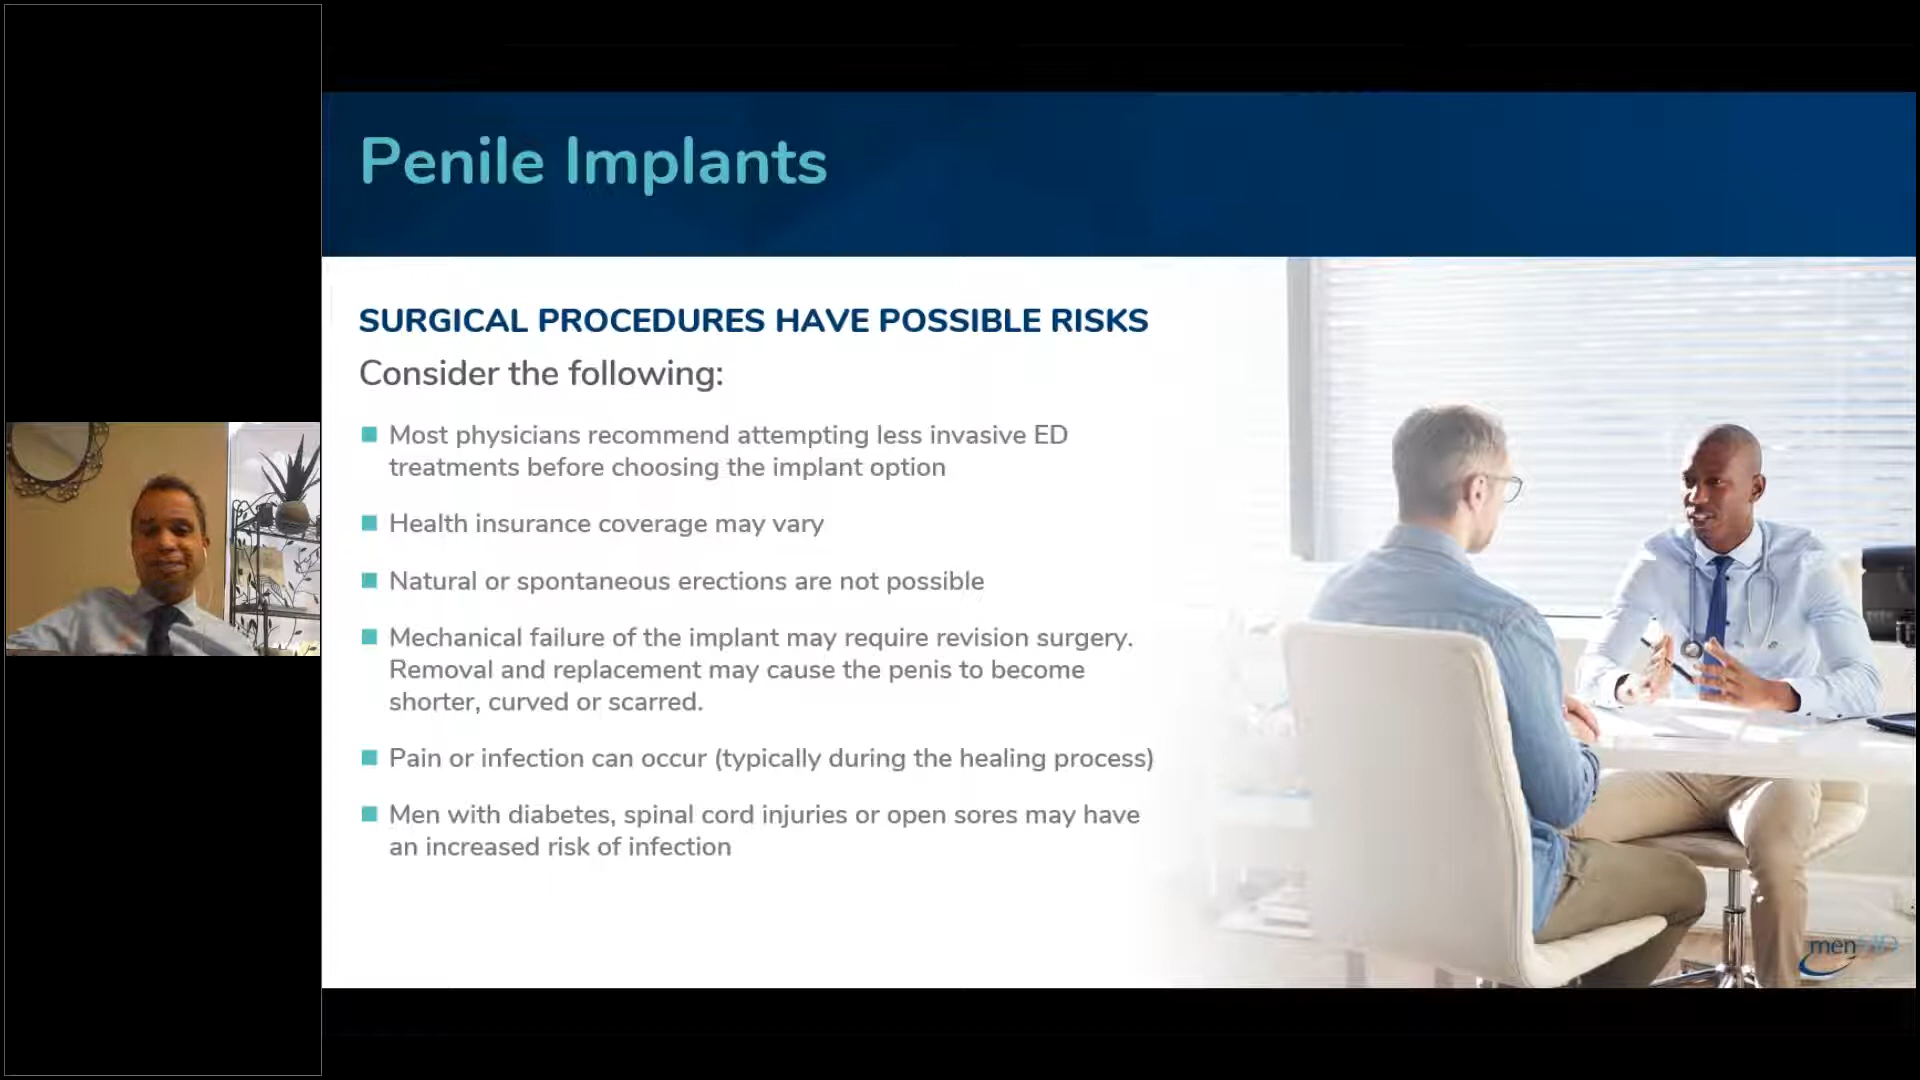 Penile Implants
SURGICAL PROCEDURES HAVE POSSIBLE RISKS
Consider the following:
Most physicians recommend attempting less invasive ED
treatments before choosing the implant option
Health insurance coverage may vary
Natural or spontaneous erections are not possible
Mechanical failure of the implant may require revision surgery.
Removal and replacement may cause the penis to become
shorter, curved or scarred.
Pain or infection can occur (typically during the healing process)
Men with diabetes, spinal cord injuries or open sores may have
an increased risk of infection